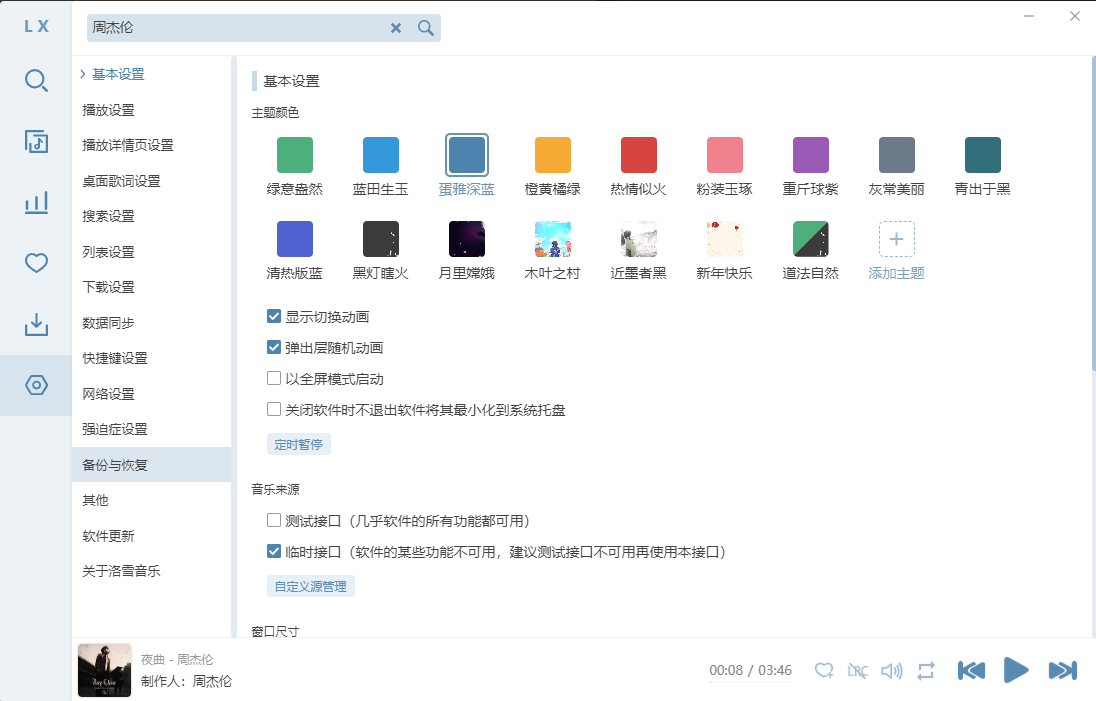 LX
周杰伦
基本设置
播放设置
播放详情页设置
桌面歌词设置
搜索设置
列表设置
下载设置
数据同步
快捷键设置
网络设置
强迫症设置
备份与恢复
其他
软件更新
关于洛雪音乐
基本设置
主题颜色
绿意盎然 蓝田生玉 蛋雅深蓝 橙黄橘绿 热情似火 粉装玉琢 重斤球紫 灰常美丽 青出于黑
清热版蓝 黑灯瞎火 月里嫦娥 木叶之村 近墨者黑 新年快乐 道法自然 添加主题
显示切换动画
弹出层随机动画
以全屏模式启动
关闭软件时不退出软件将其最小化到系统托盘
定时暂停
音乐来源
测试接口（几乎软件的所有功能都可用）
临时接口（软件的某些功能不可用，建议测试接口不可用再使用本接口）
自定义源管理
窗口尺寸
夜曲 - 周杰伦
制作人：周杰伦
00:08 / 03:46
LRC